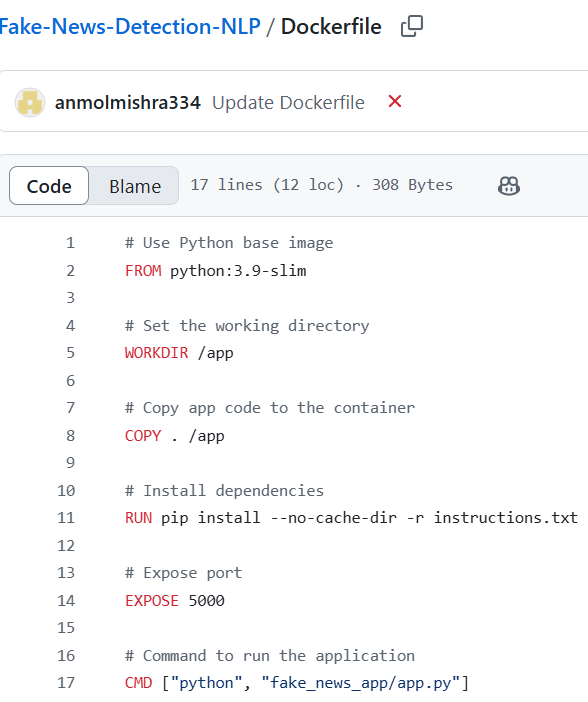 Fake-News-Detection-NLP / Dockerfile
anmolmishra334 Update Dockerfile
Code Blame 17 lines (12 loc) · 308 Bytes
1 # Use Python base image
2 FROM python:3.9-slim
3
4 # Set the working directory
5 WORKDIR /app
6
7 # Copy app code to the container
8 COPY . /app
9
10 # Install dependencies
11 RUN pip install --no-cache-dir -r instructions.txt
12
13 # Expose port
14 EXPOSE 5000
15
16 # Command to run the application
17 CMD ["python", "fake_news_app/app.py"]